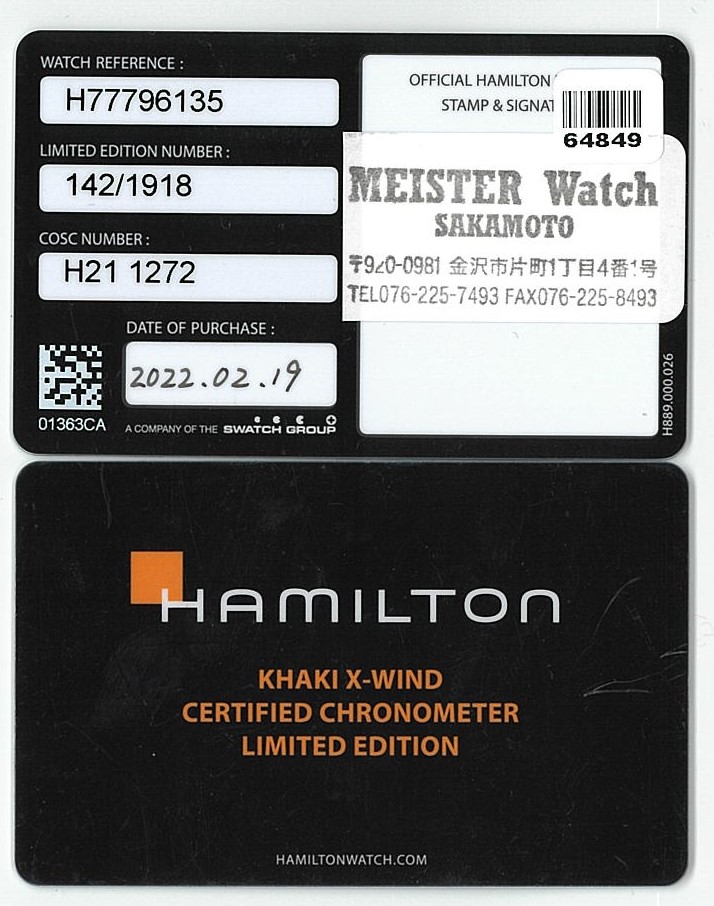 WATCH REFERENCE :
H77796135
LIMITED EDITION NUMBER :
142/1918
COSC NUMBER :
H21 1272
DATE OF PURCHASE :
2022.02.19
01363CA
A COMPANY OF THE SWATCH GROUP
OFFICIAL HAMILTON
STAMP & SIGNAT
64849
MEISTER Watch
SAKAMOTO
〒920-0981 金沢市片町1丁目4番1号
TEL076-225-7493 FAX076-225-8493
H889.000.026
HAMILTON
KHAKI X-WIND
CERTIFIED CHRONOMETER
LIMITED EDITION
HAMILTONWATCH.COM